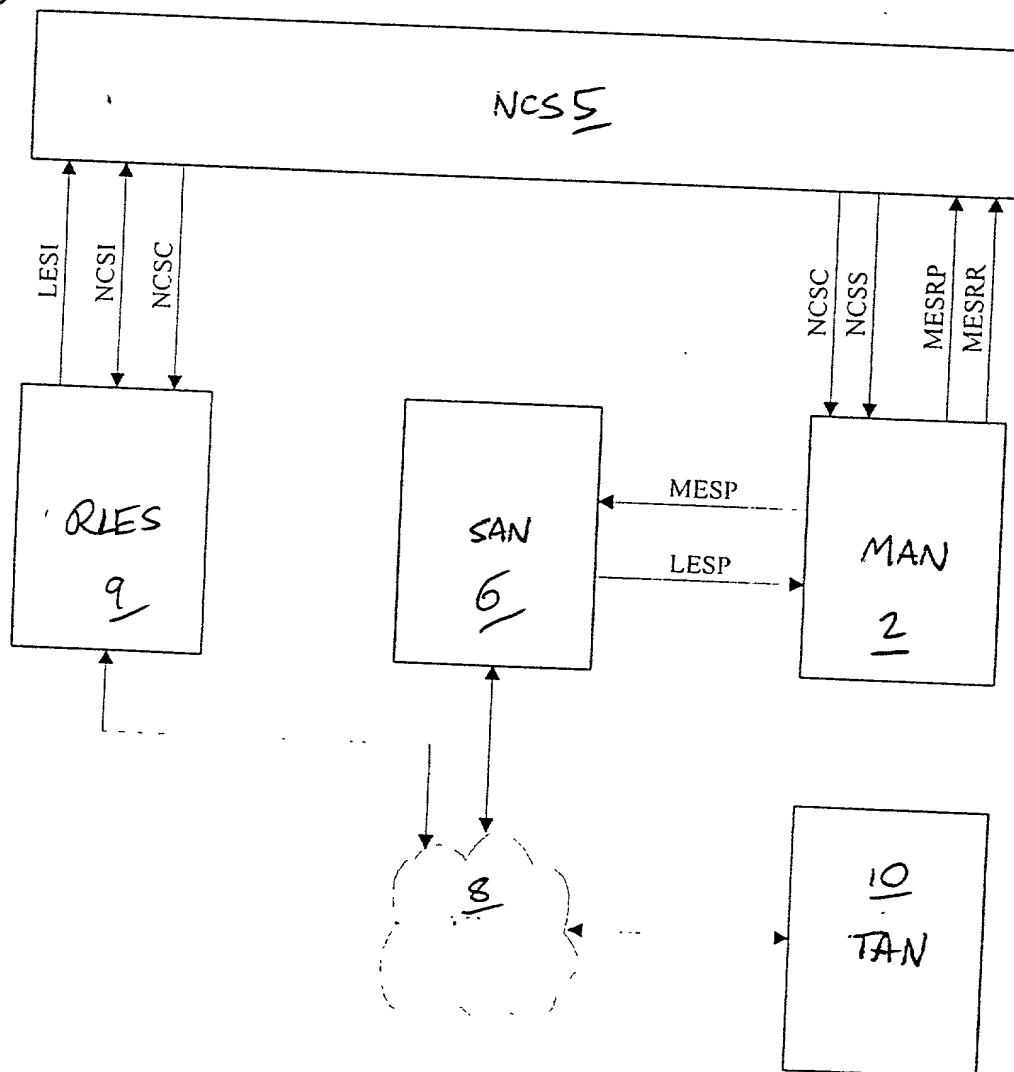 NCS 5
LESI
NCSI
NCSC
NCSC
NCSS
MESRP
MESRR
RLES
9
SAN
6
MESP
LESP
MAN
2
8
10
TAN